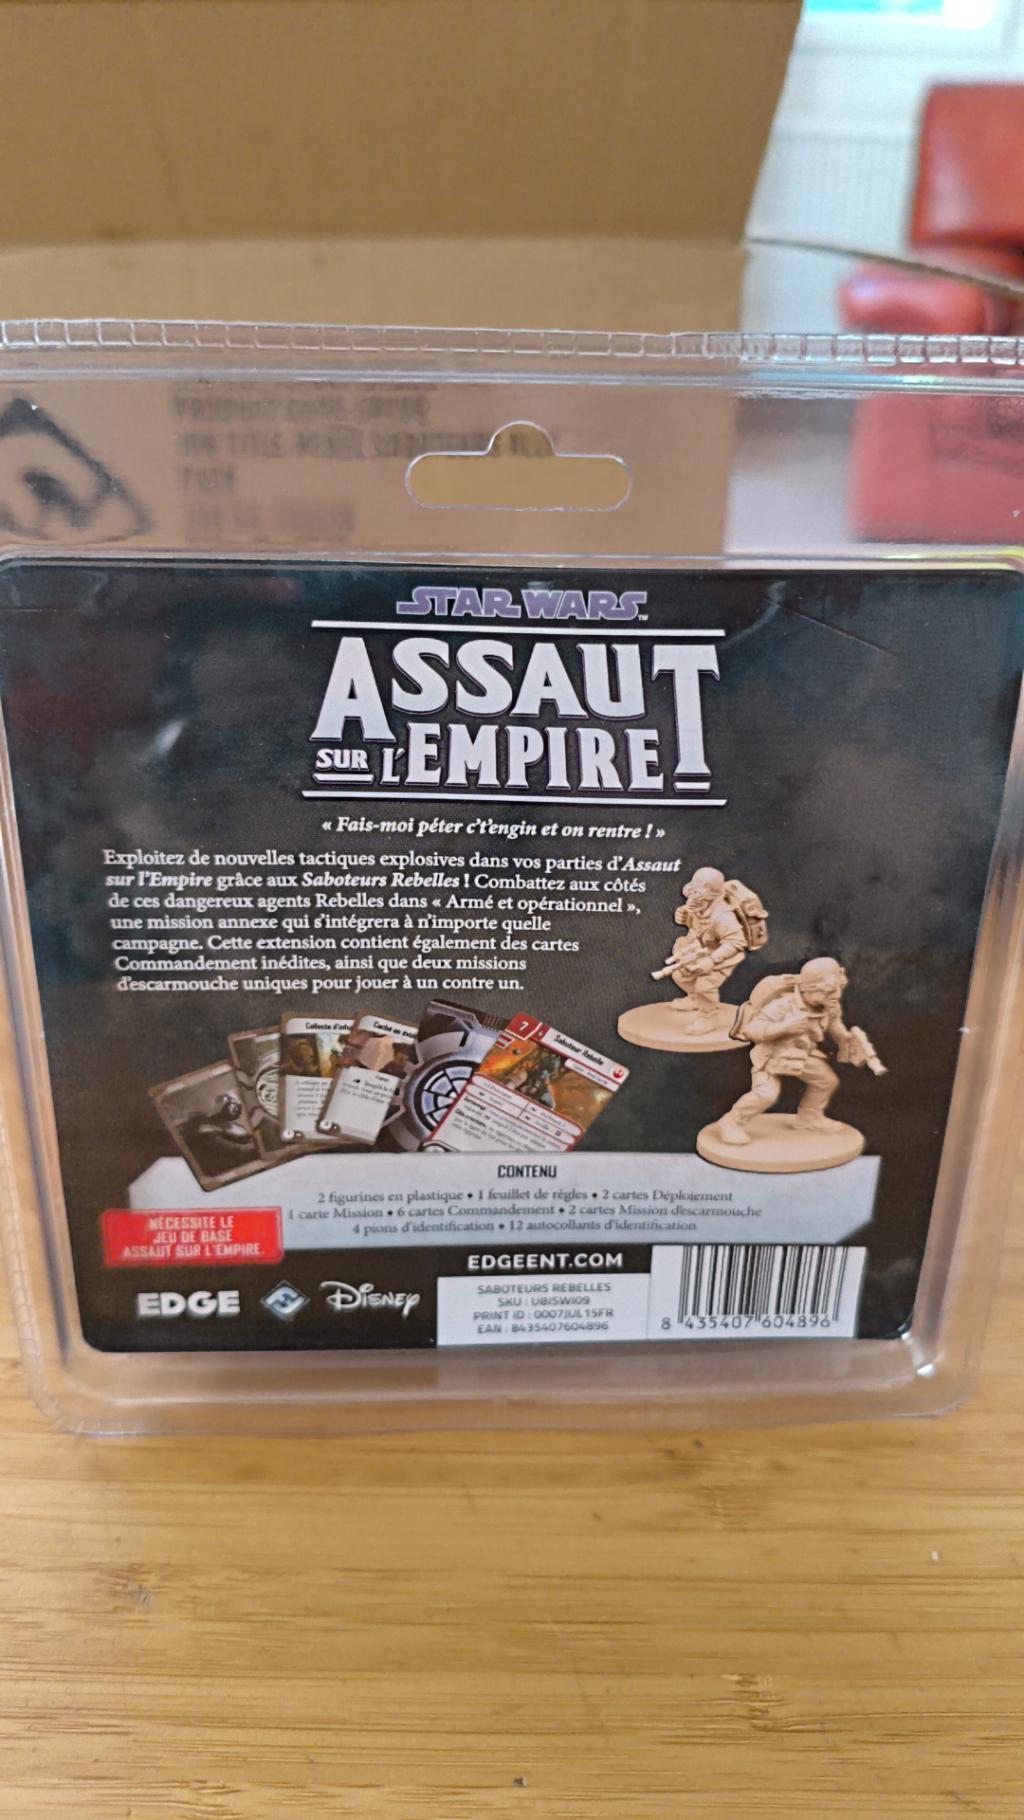 STAR WARS™
ASSAUT
SUR L'EMPIRE
« Fais-moi péter c't'engin et on rentre ! »
Exploitez de nouvelles tactiques explosives dans vos parties d'Assaut
sur l'Empire grâce aux Saboteurs Rebelles ! Combattez aux côtés
de ces dangereux agents Rebelles dans « Armé et opérationnel »,
une mission annexe qui s'intégrera à n'importe quelle
campagne. Cette extension contient également des cartes
Commandement inédites, ainsi que deux missions
d'escarmouche uniques pour jouer à un contre un.
Collecte d'infos
Caché en
7
Saboteur Rebelle
CONTENU
2 figurines en plastique • 1 feuillet de règles • 2 cartes Déploiement
1 carte Mission • 6 cartes Commandement • 2 cartes Mission d'escarmouche
4 pions d'identification • 12 autocollants d'identification
NÉCESSITE LE
JEU DE BASE
ASSAUT SUR L'EMPIRE.
EDGEENT.COM
EDGE
DISNEY
SABOTEURS REBELLES
SKU : UBISWI09
PRINT ID : 0007JUL15FR
EAN : 8435407604896
8 435407 604896